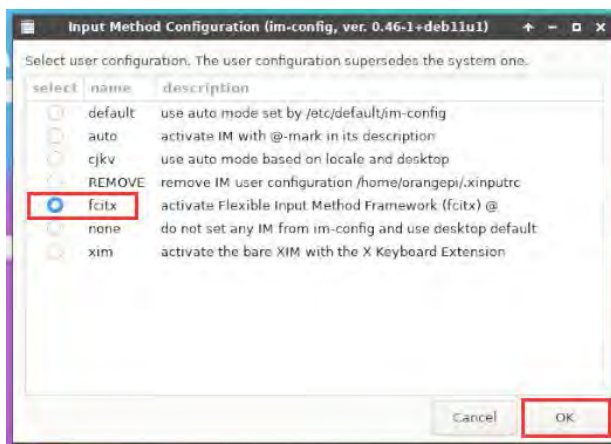 Input Method Configuration (im-config, ver. 0.46-1+deb11u1)
Select user configuration. The user configuration supersedes the system one.
select name description
default use auto mode set by /etc/default/im-config
auto activate IM with @-mark in its description
cjkv use auto mode based on locale and desktop
REMOVE remove IM user configuration /home/orangepi/.xinputrc
fcitx activate Flexible Input Method Framework (fcitx) @
none do not set any IM from im-config and use desktop default
xim activate the bare XIM with the X Keyboard Extension
Cancel OK